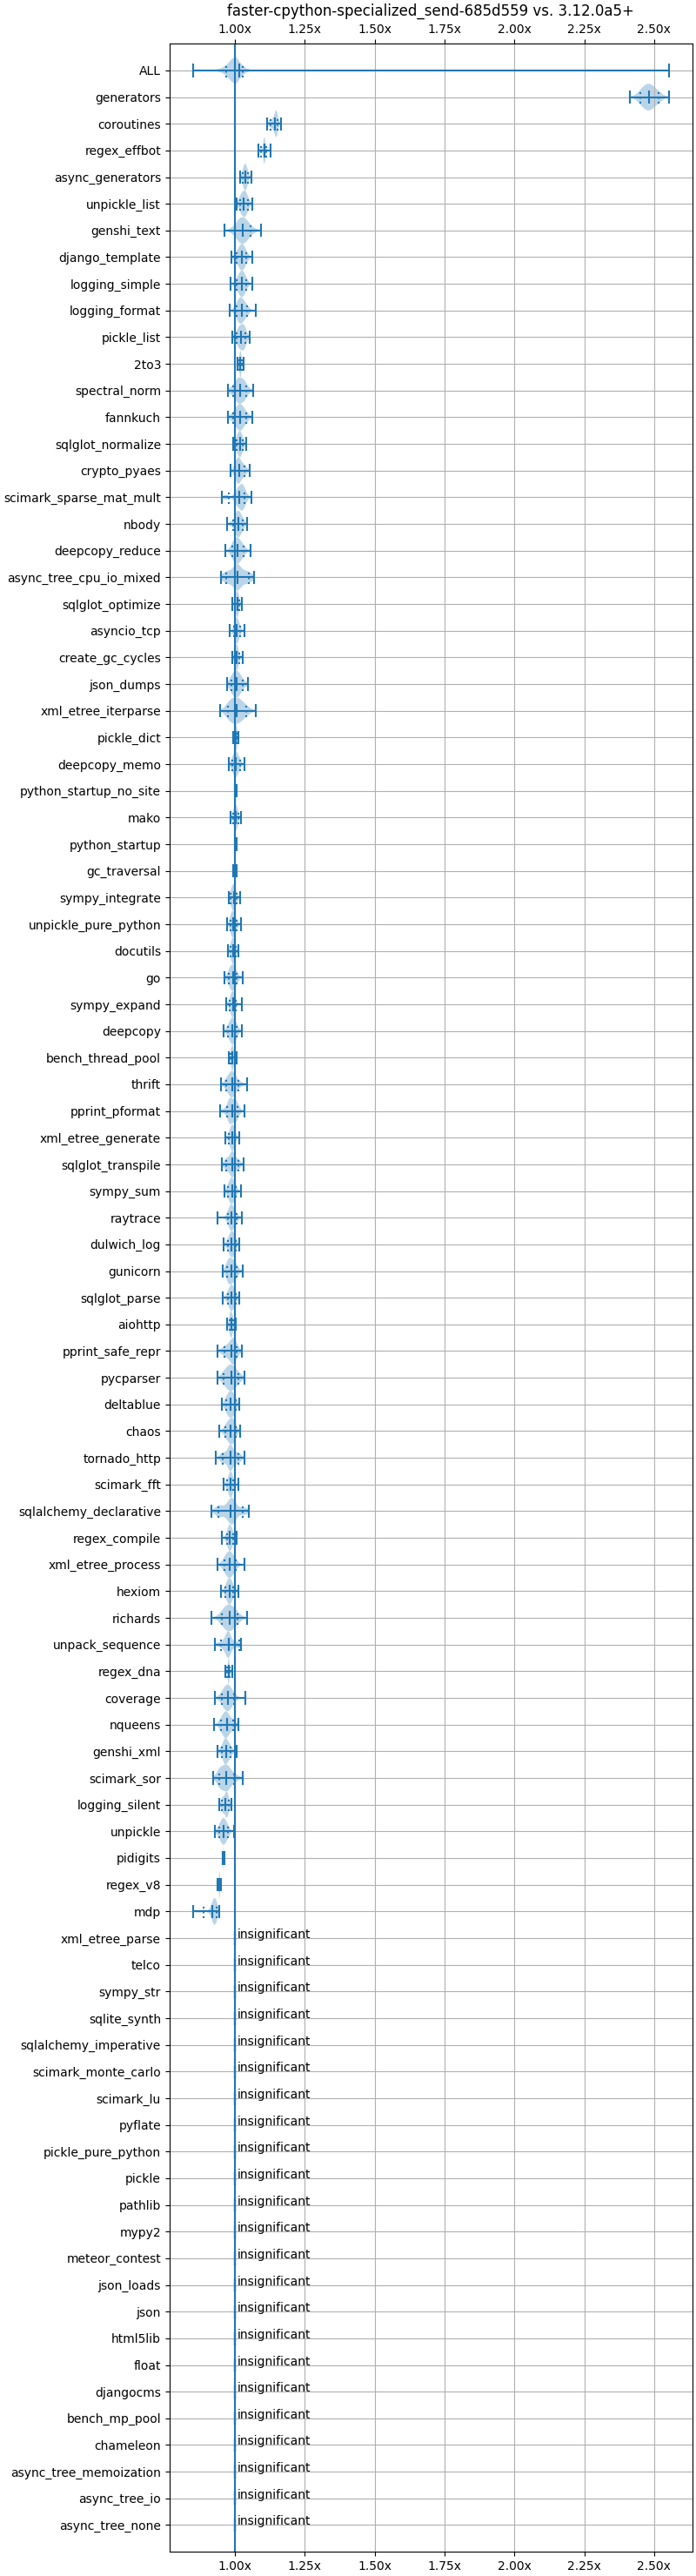 faster-cpython-specialized_send-685d559 vs. 3.12.0a5+
1.00x 1.25x 1.50x 1.75x 2.00x 2.25x 2.50x
ALL
generators
coroutines
regex_effbot
async_generators
unpickle_list
genshi_text
django_template
logging_simple
logging_format
pickle_list
2to3
spectral_norm
fannkuch
sqlglot_normalize
crypto_pyaes
scimark_sparse_mat_mult
nbody
deepcopy_reduce
async_tree_cpu_io_mixed
sqlglot_optimize
asyncio_tcp
create_gc_cycles
json_dumps
xml_etree_iterparse
pickle_dict
deepcopy_memo
python_startup_no_site
mako
python_startup
gc_traversal
sympy_integrate
unpickle_pure_python
docutils
go
sympy_expand
deepcopy
bench_thread_pool
thrift
pprint_pformat
xml_etree_generate
sqlglot_transpile
sympy_sum
raytrace
dulwich_log
gunicorn
sqlglot_parse
aiohttp
pprint_safe_repr
pycparser
deltablue
chaos
tornado_http
scimark_fft
sqlalchemy_declarative
regex_compile
xml_etree_process
hexiom
richards
unpack_sequence
regex_dna
coverage
nqueens
genshi_xml
scimark_sor
logging_silent
unpickle
pidigits
regex_v8
mdp
xml_etree_parse insignificant
telco insignificant
sympy_str insignificant
sqlite_synth insignificant
sqlalchemy_imperative insignificant
scimark_monte_carlo insignificant
scimark_lu insignificant
pyflate insignificant
pickle_pure_python insignificant
pickle insignificant
pathlib insignificant
mypy2 insignificant
meteor_contest insignificant
json_loads insignificant
json insignificant
html5lib insignificant
float insignificant
djangocms insignificant
bench_mp_pool insignificant
chameleon insignificant
async_tree_memoization insignificant
async_tree_io insignificant
async_tree_none insignificant
1.00x 1.25x 1.50x 1.75x 2.00x 2.25x 2.50x